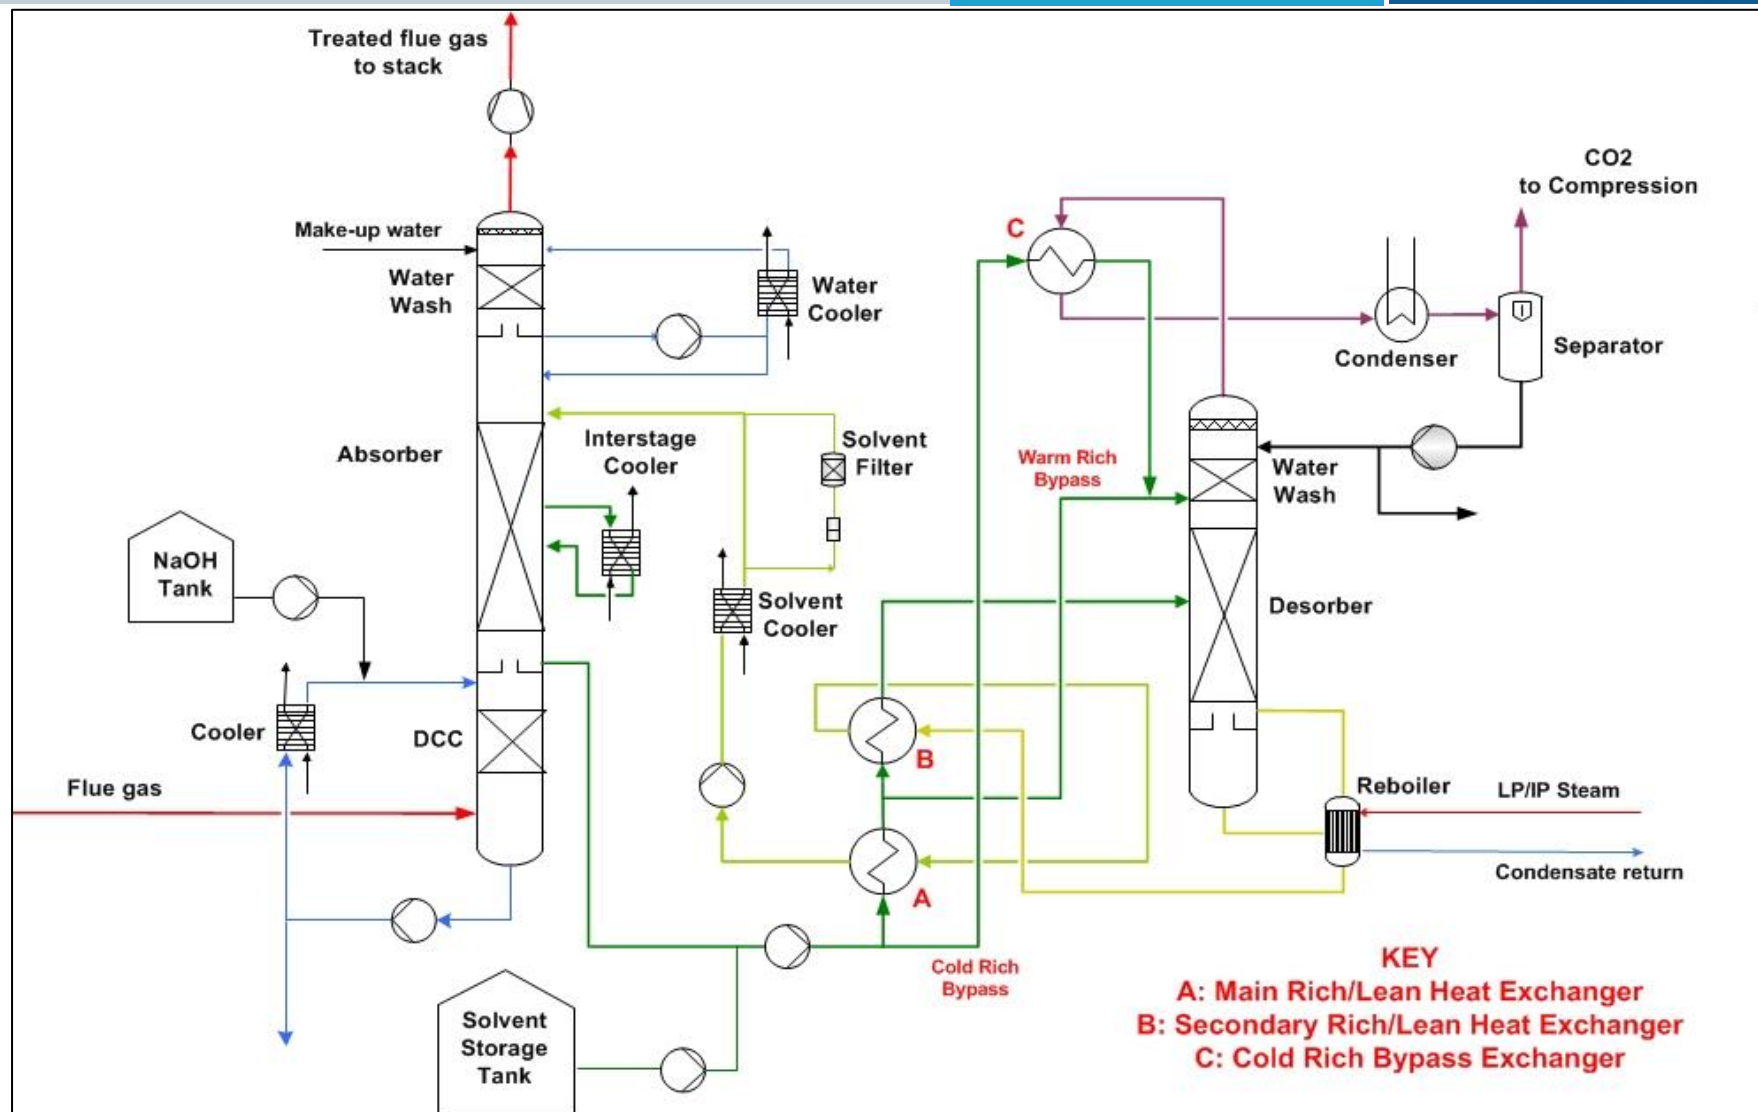 Treated flue gas
to stack
Make-up water
Water
Wash
Water
Cooler
C
CO2
to Compression
Condenser
Separator
Absorber
Interstage
Cooler
Solvent
Filter
Warm Rich
Bypass
Water
Wash
NaOH
Tank
Solvent
Cooler
Desorber
Cooler
DCC
B
Flue gas
Reboiler
LP/IP Steam
Condensate return
A
Cold Rich
Bypass
Solvent
Storage
Tank
KEY
A: Main Rich/Lean Heat Exchanger
B: Secondary Rich/Lean Heat Exchanger
C: Cold Rich Bypass Exchanger